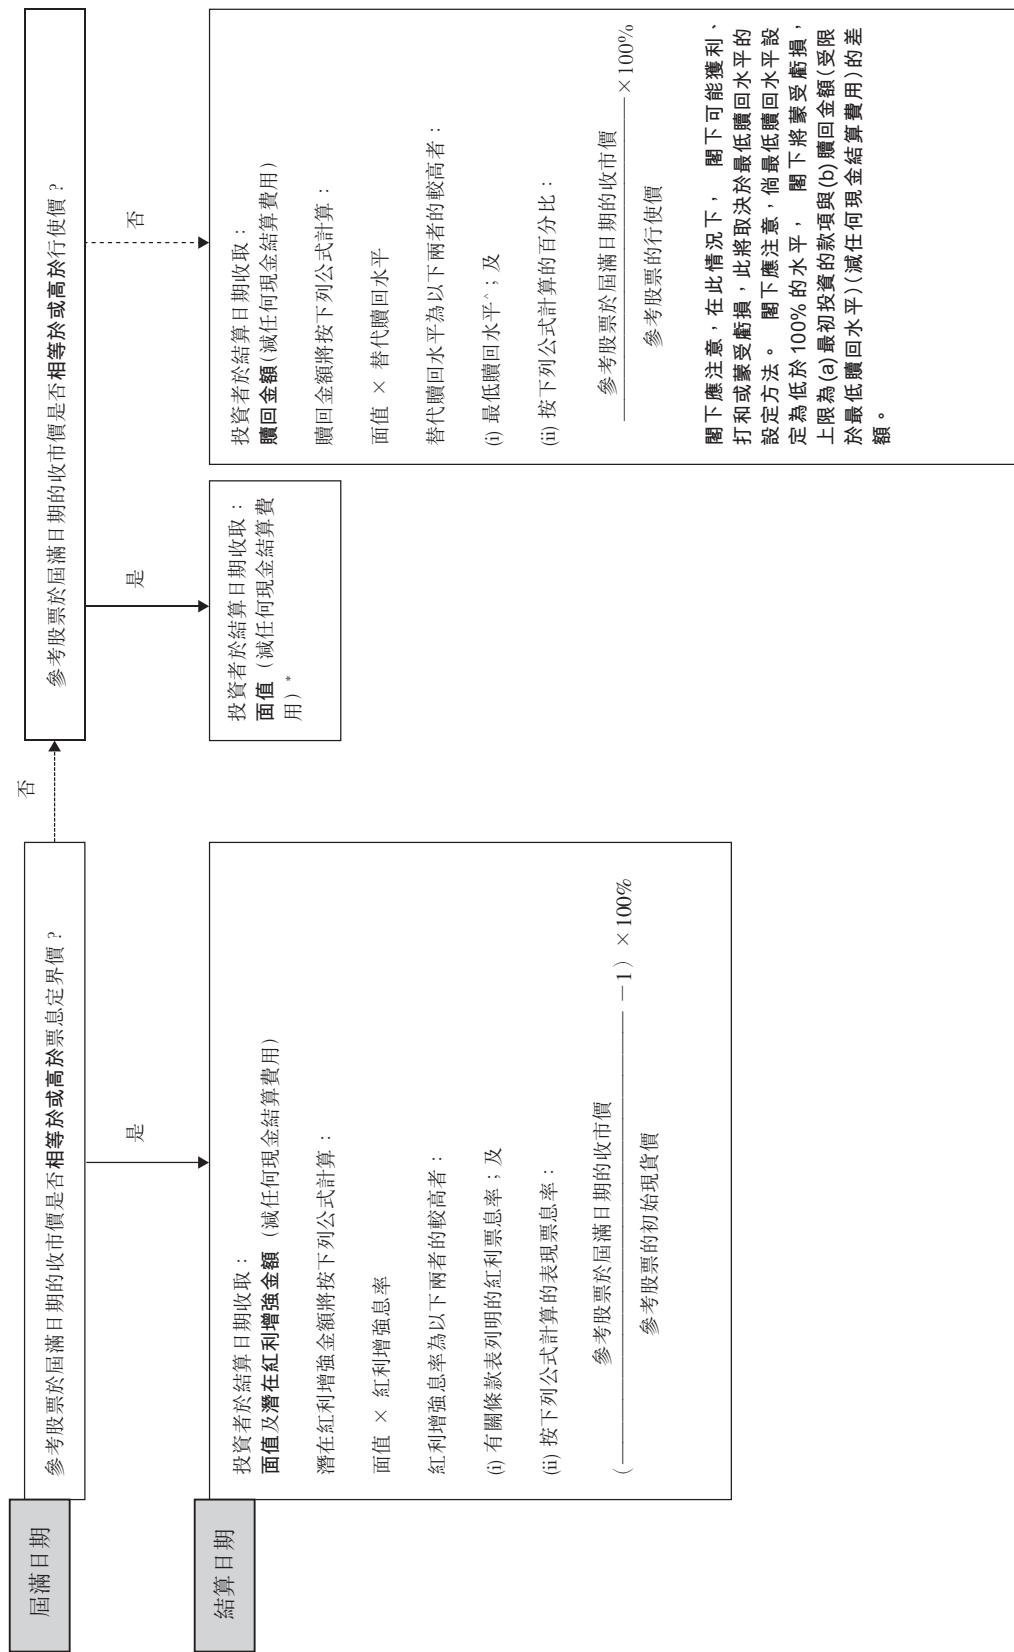 屆滿日期
參考股票於屆滿日期的收市價是否相等於或高於票息定界價?
否
參考股票於屆滿日期的收市價是否相等於或高於行使價?
是
是
否
結算日期
投資者於結算日期收取:
面值及潛在紅利增強金額(減任何現金結算費用)
潛在紅利增強金額將按下列公式計算:
面值 × 紅利增強息率
紅利增強息率為以下兩者的較高者:
(i) 有關條款表列明的紅利票息率;及
(ii) 按下列公式計算的表現票息率:
參考股票於屆滿日期的收市價
( —1) ×100%
參考股票的初始現貨價
投資者於結算日期收取:
面值(減任何現金結算費
用)*
投資者於結算日期收取:
贖回金額(減任何現金結算費用)
贖回金額將按下列公式計算:
面值 × 替代贖回水平
替代贖回水平為以下兩者的較高者:
(i) 最低贖回水平^;及
(ii) 按下列公式計算的百分比:
參考股票於屆滿日期的收市價
×100%
參考股票的行使價
閣下應注意,在此情況下, 閣下可能獲利、
打和或蒙受虧損,此將取決於最低贖回水平的
設定方法。 閣下應注意,倘最低贖回水平設
定為低於100%的水平, 閣下將蒙受虧損,
上限為(a)最初投資的款項與(b)贖回金額(受限
於最低贖回水平)(減任何現金結算費用)的差
額。